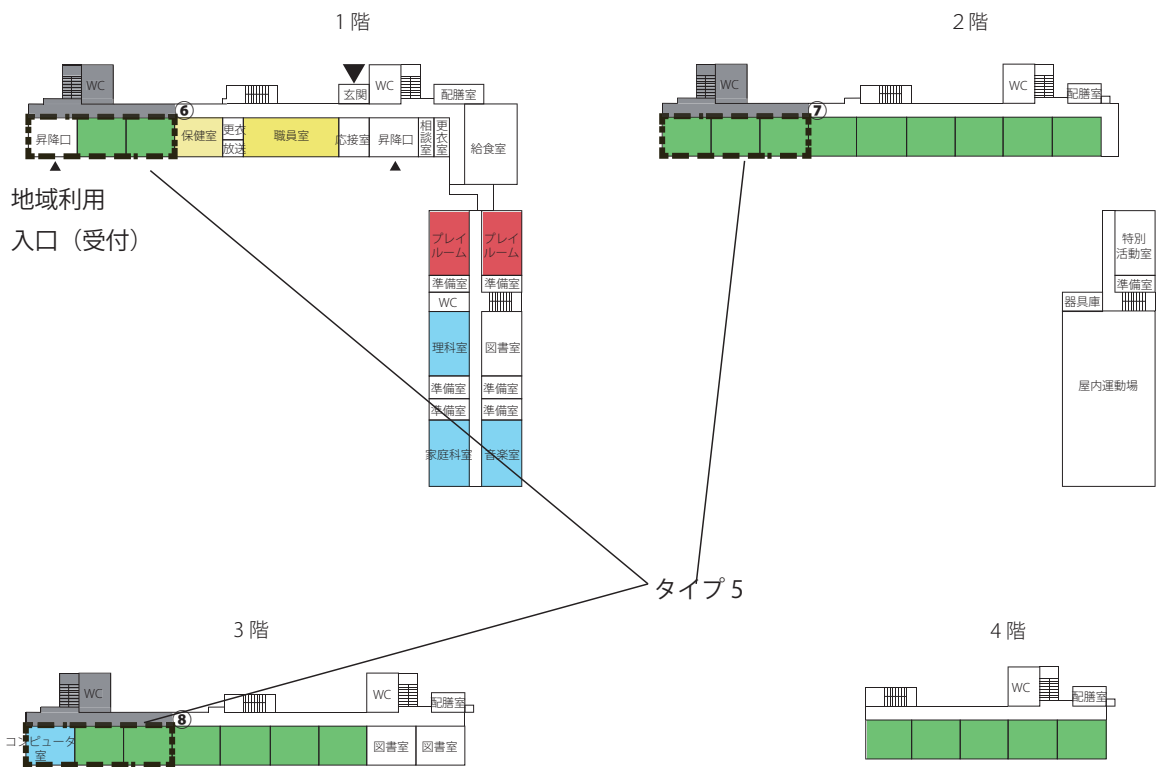 1 階
WC
WC
玄関
配膳室
⑥
昇降口
保健室
更衣
放送
職員室
応接室
昇降口
相談室
更衣室
給食室
地域利用
入口（受付）
プレイ
ルーム
プレイ
ルーム
準備室
準備室
WC
理科室
図書室
準備室
準備室
準備室
準備室
家庭科室
音楽室
2 階
WC
WC
配膳室
⑦
特別
活動室
準備室
器具庫
屋内運動場
タイプ 5
3 階
WC
WC
配膳室
⑧
コンピュータ
室
図書室
図書室
4 階
WC
配膳室